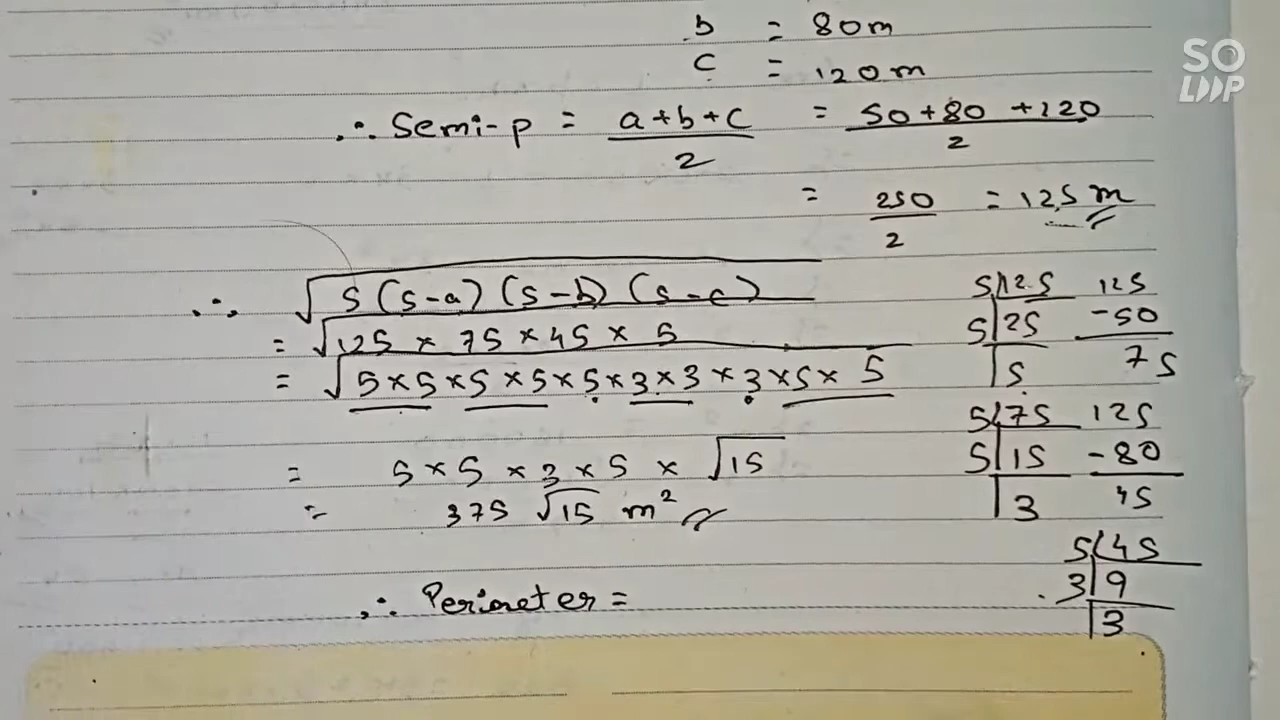 b = 80m
c = 120m
SO
LOOP
∴ Semi-p = a+b+c/2 = 50+80+120/2
= 250/2 = 125 m
∴ √s(s-a)(s-b)(s-c)
= √125 × 75 × 45 × 5
= √5×5×5×5×5×3×3×3×5×5
= 5×5×3×5×√15
= 375 √15 m²
∴ Perimeter =
5 125
5 25
5
125
-50
75
5 75
5 15
3
125
-80
45
5 45
3 9
3